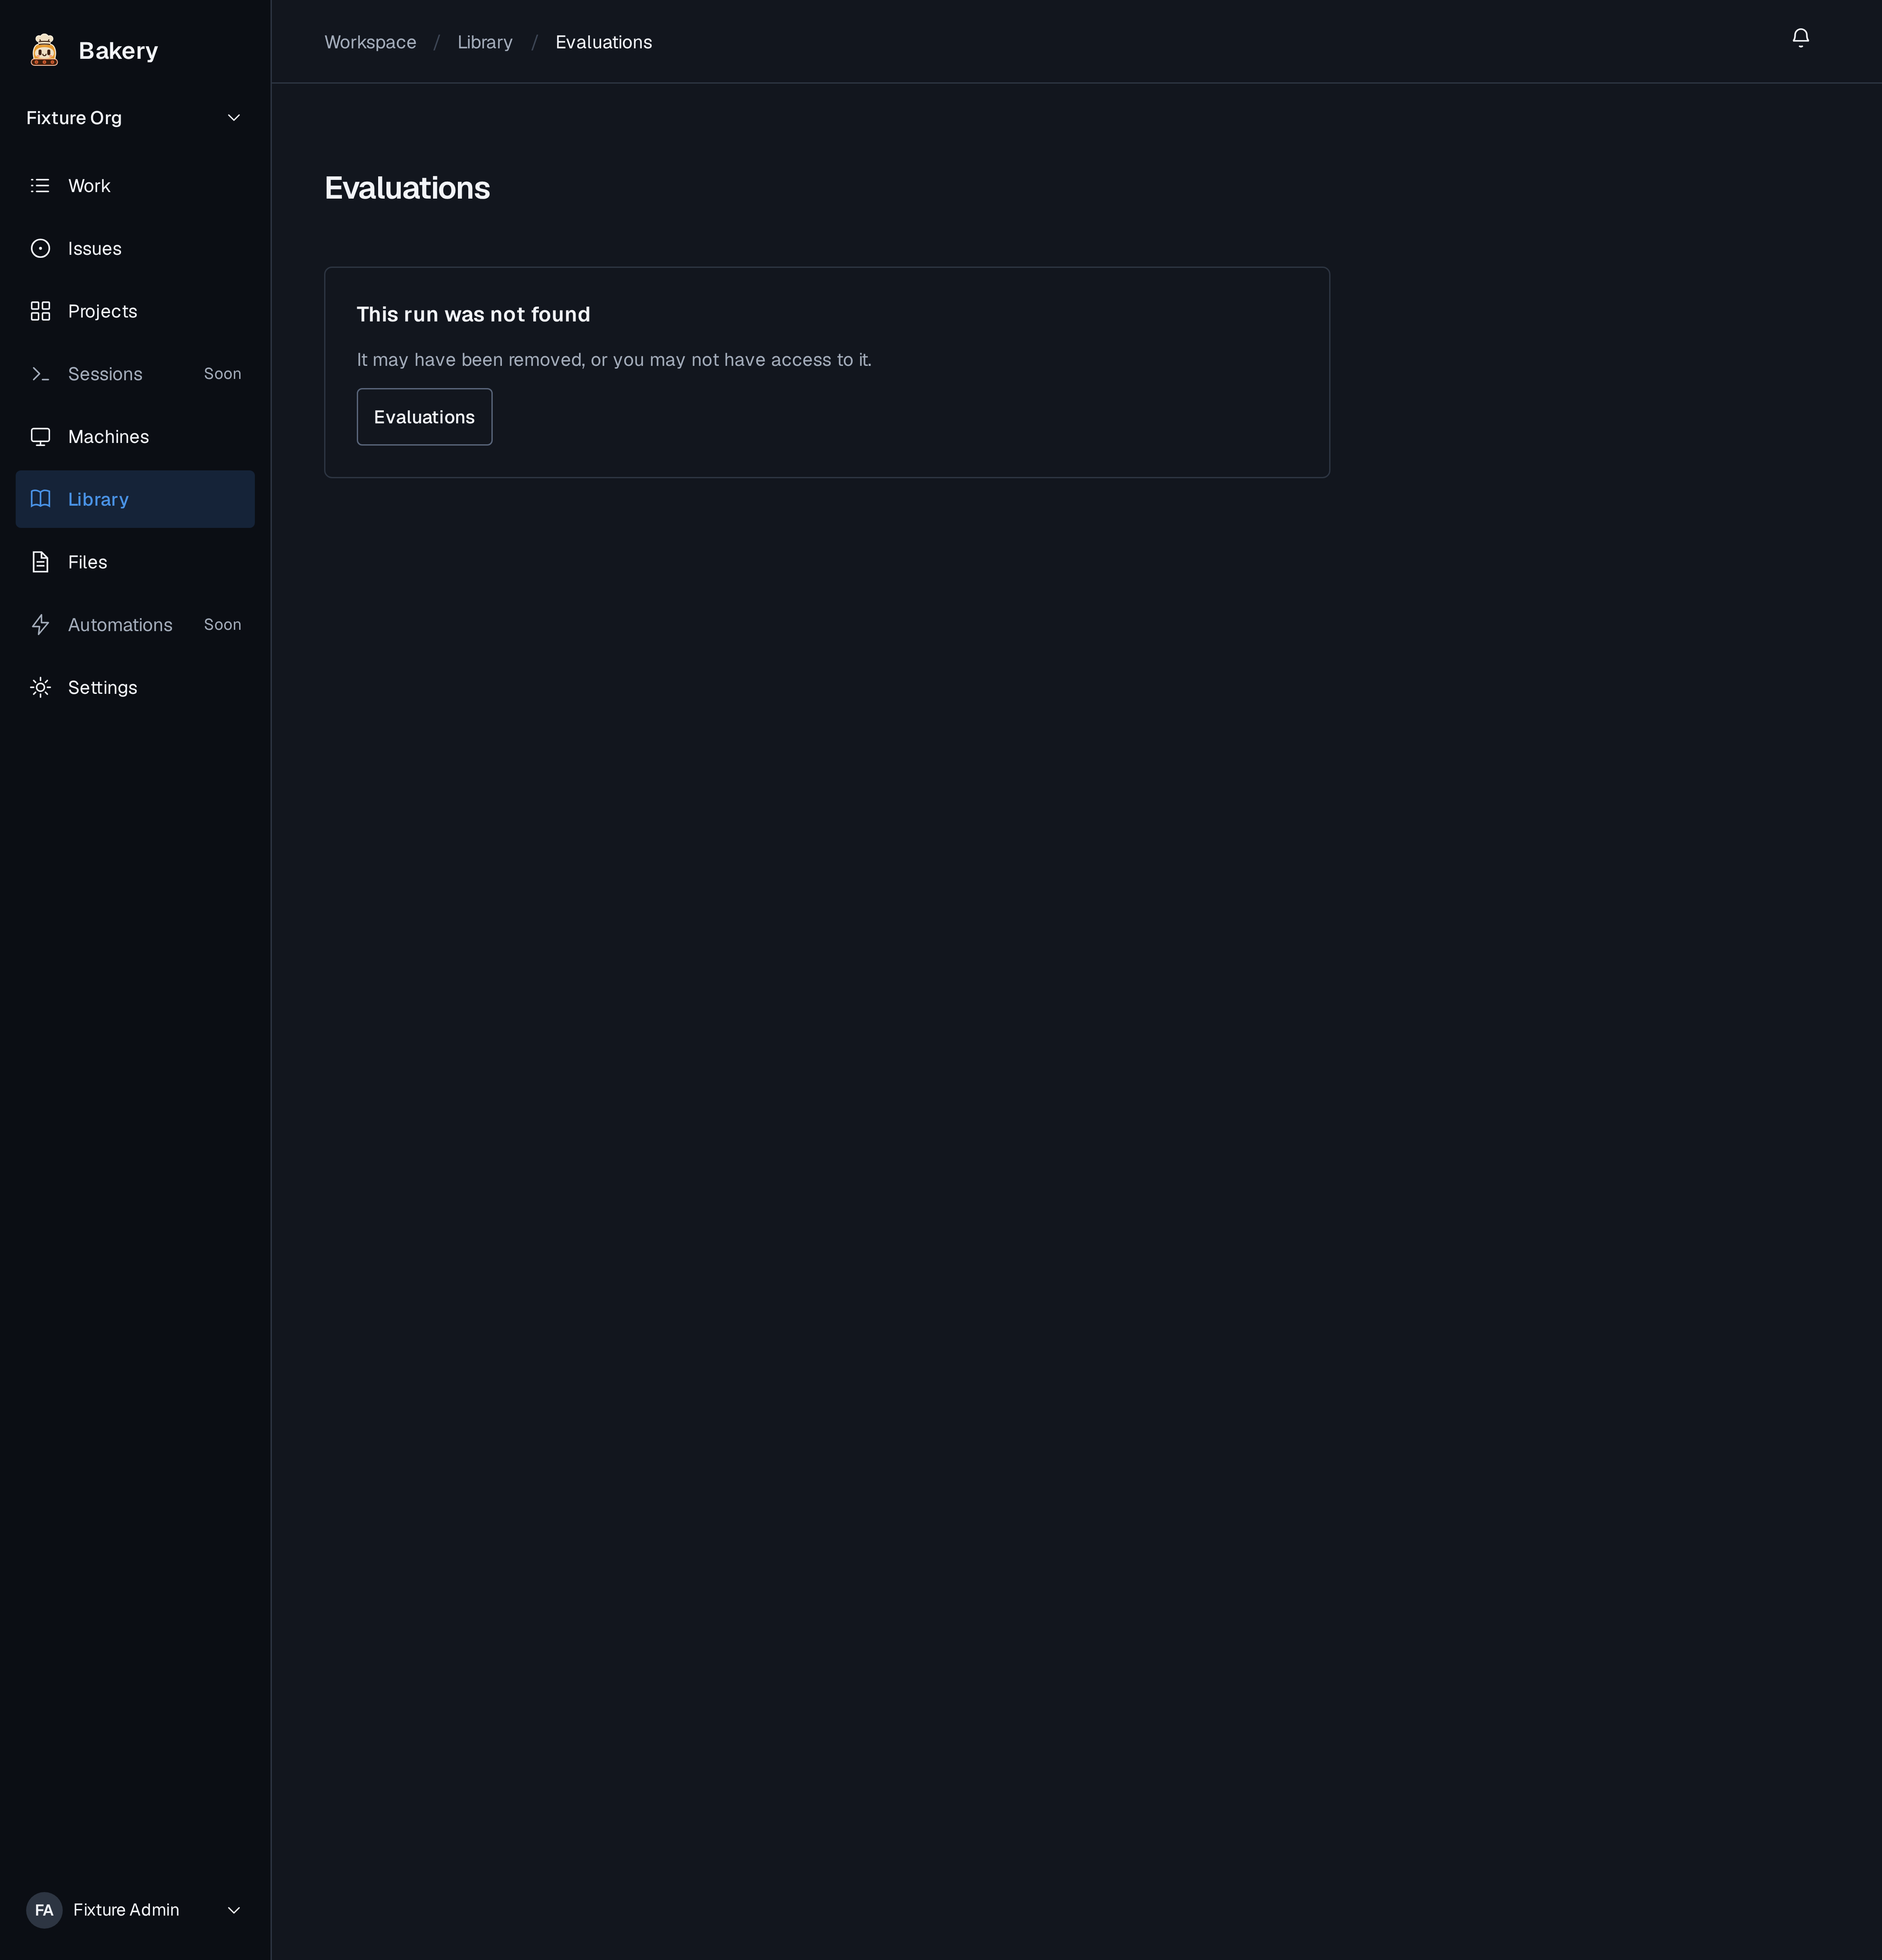 Bakery
Fixture Org
Work
Issues
Projects
Sessions Soon
Machines
Library
Files
Automations Soon
Settings
FA Fixture Admin
Workspace / Library / Evaluations
Evaluations
This run was not found
It may have been removed, or you may not have access to it.
Evaluations